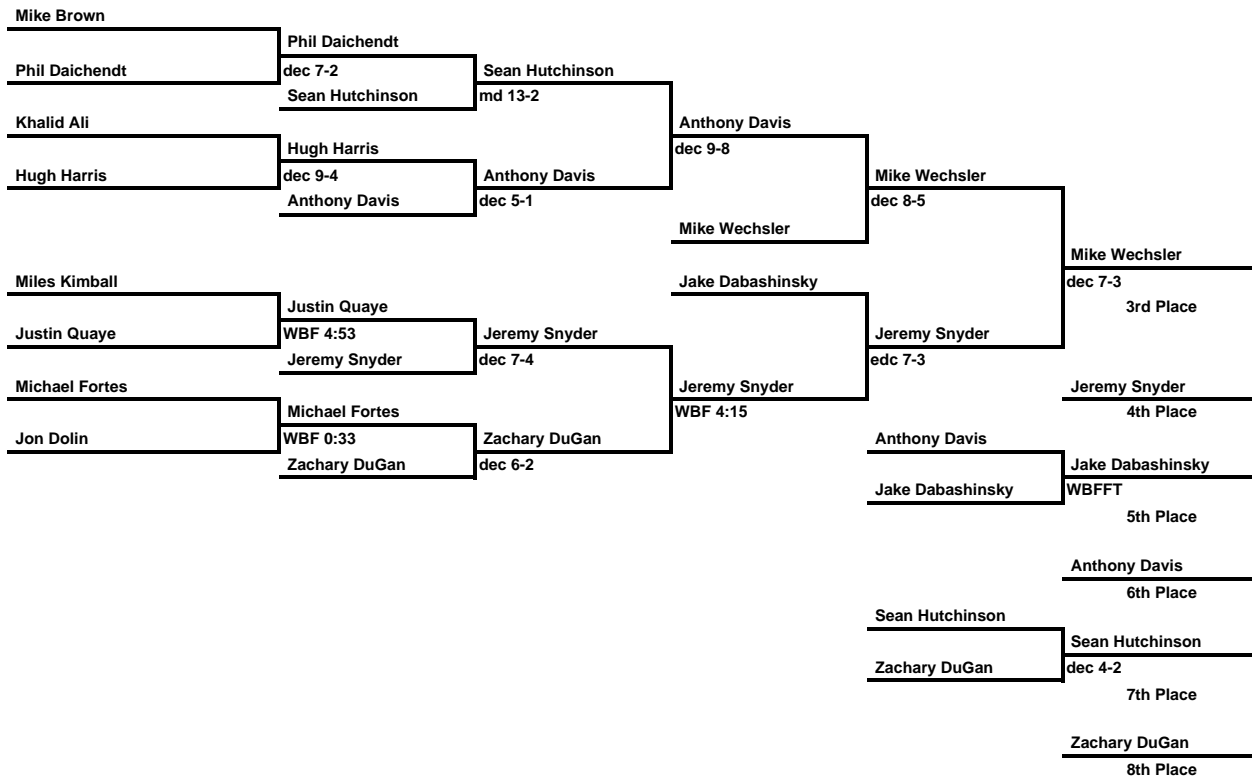 Mike Brown
Phil Daichendt
Phil Daichendt
dec 7-2
Sean Hutchinson
Sean Hutchinson
md 13-2
Khalid Ali
Anthony Davis
dec 9-8
Hugh Harris
Hugh Harris
dec 9-4
Anthony Davis
Anthony Davis
dec 5-1
Mike Wechsler
dec 8-5
Mike Wechsler
Mike Wechsler
dec 7-3
3rd Place
Miles Kimball
Jake Dabashinsky
Justin Quaye
Justin Quaye
WBF 4:53
Jeremy Snyder
Jeremy Snyder
dec 7-4
Jeremy Snyder
edc 7-3
Michael Fortes
Jeremy Snyder
WBF 4:15
Jeremy Snyder
4th Place
Michael Fortes
Jon Dolin
WBF 0:33
Zachary DuGan
Zachary DuGan
dec 6-2
Anthony Davis
Jake Dabashinsky
Jake Dabashinsky
WBFFT
5th Place
Anthony Davis
6th Place
Sean Hutchinson
Sean Hutchinson
Zachary DuGan
dec 4-2
7th Place
Zachary DuGan
8th Place